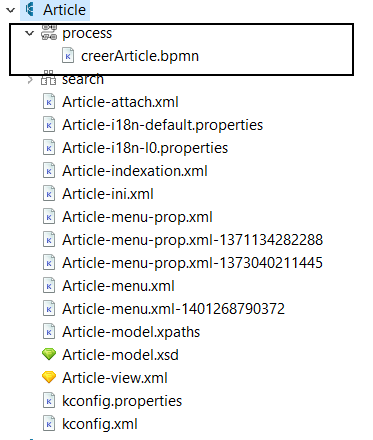 Article
process
creerArticle.bpmn
search
Article-attach.xml
Article-i18n-default.properties
Article-i18n-l0.properties
Article-indexation.xml
Article-ini.xml
Article-menu-prop.xml
Article-menu-prop.xml-1371134282288
Article-menu-prop.xml-1373040211445
Article-menu.xml
Article-menu.xml-1401268790372
Article-model.xpaths
Article-model.xsd
Article-view.xml
kconfig.properties
kconfig.xml